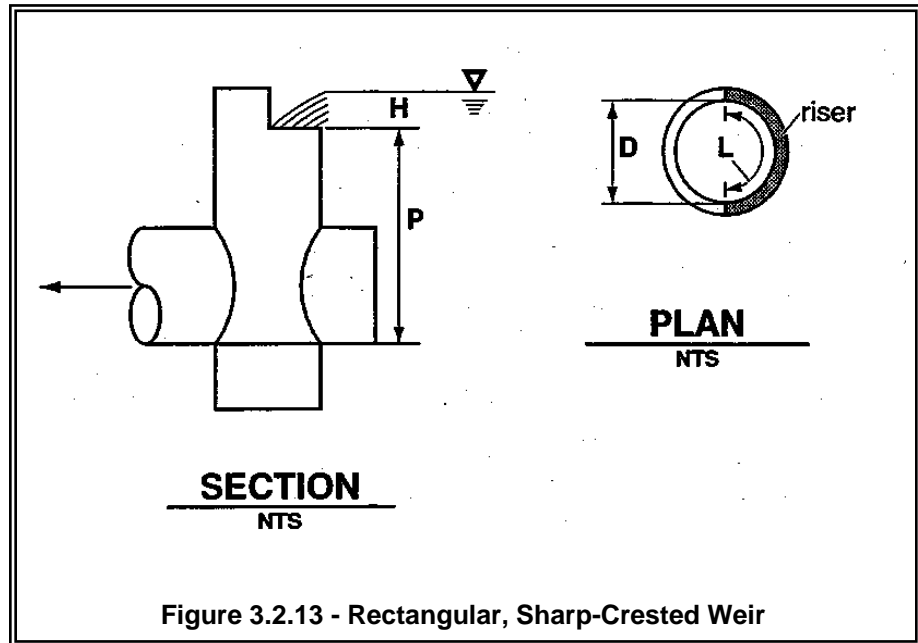 H
P
D
L
riser
PLAN
NTS
SECTION
NTS
Figure 3.2.13 - Rectangular, Sharp-Crested Weir